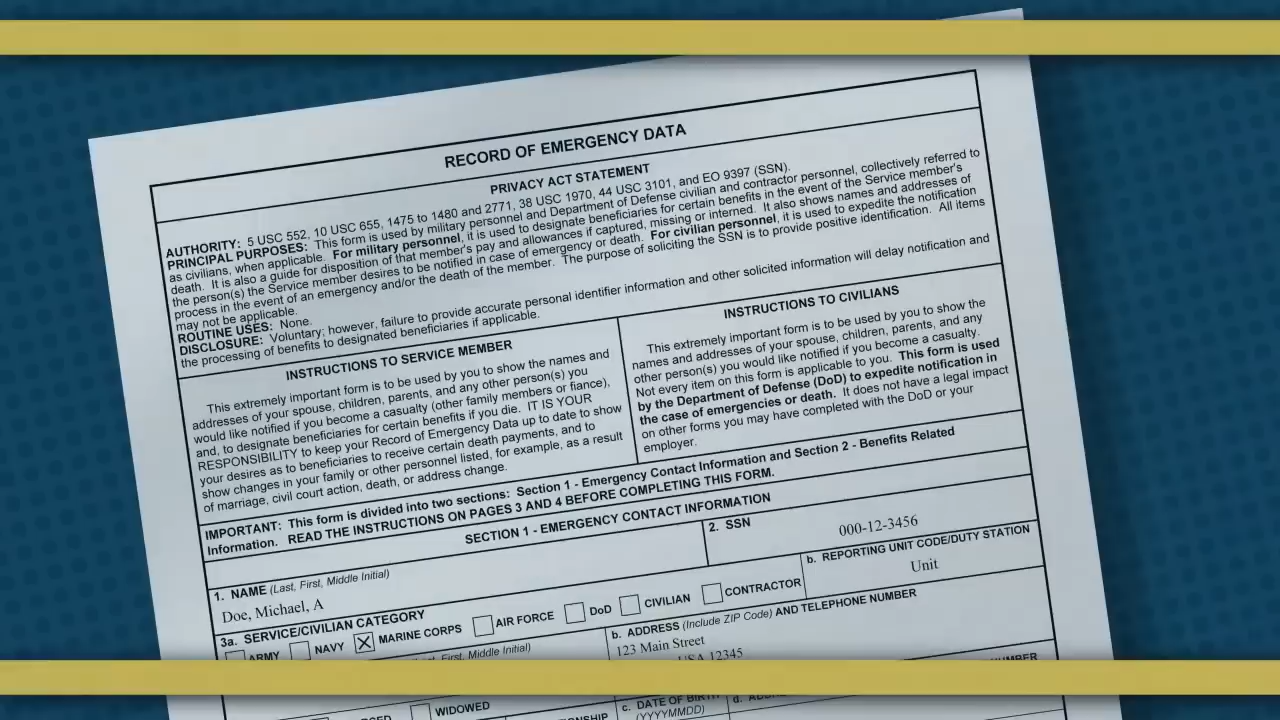 RECORD OF EMERGENCY DATA
PRIVACY ACT STATEMENT
AUTHORITY: 5 USC 552, 10 USC 655, 1475 to 1480 and 2771, 38 USC 1970, 44 USC 3101, and EO 9397 (SSN).
PRINCIPAL PURPOSES: This form is used by military personnel and Department of Defense civilian and contractor personnel, collectively referred to
as civilians, when applicable. For military personnel, it is used to designate beneficiaries for certain benefits in the event of the Service member's
death. It is also a guide for disposition of that member's pay and allowances if captured, missing or interned. It also shows names and addresses of
the person(s) the Service member desires to be notified in case of emergency or death. For civilian personnel, it is used to expedite the notification
process in the event of an emergency and/or the death of the member. The purpose of soliciting the SSN is to provide positive identification. All items
may not be applicable.
ROUTINE USES: None.
DISCLOSURE: Voluntary; however, failure to provide accurate personal identifier information and other solicited information will delay notification and
the processing of benefits to designated beneficiaries if applicable.
INSTRUCTIONS TO SERVICE MEMBER
This extremely important form is to be used by you to show the names and
addresses of your spouse, children, parents, and any other person(s) you
would like notified if you become a casualty (other family members or fiance),
and, to designate beneficiaries for certain benefits if you die. IT IS YOUR
RESPONSIBILITY to keep your Record of Emergency Data up to date to show
your desires as to beneficiaries to receive certain death payments, and to
show changes in your family or other personnel listed, for example, as a result
of marriage, civil court action, death, or address change.
INSTRUCTIONS TO CIVILIANS
This extremely important form is to be used by you to show the
names and addresses of your spouse, children, parents, and any
other person(s) you would like notified if you become a casualty.
Not every item on this form is applicable to you. This form is used
by the Department of Defense (DoD) to expedite notification in
the case of emergencies or death. It does not have a legal impact
on other forms you may have completed with the DoD or your
employer.
IMPORTANT: This form is divided into two sections: Section 1 - Emergency Contact Information and Section 2 - Benefits Related
Information. READ THE INSTRUCTIONS ON PAGES 3 AND 4 BEFORE COMPLETING THIS FORM.
SECTION 1 - EMERGENCY CONTACT INFORMATION
1. NAME (Last, First, Middle Initial)
Doe, Michael, A
2. SSN
000-12-3456
3a. SERVICE/CIVILIAN CATEGORY
ARMY NAVY X MARINE CORPS AIR FORCE DoD CIVILIAN CONTRACTOR
b. REPORTING UNIT CODE/DUTY STATION
Unit
First, Middle Initial)
b. ADDRESS (Include ZIP Code) AND TELEPHONE NUMBER
123 Main Street
USA 12345
WIDOWED
c. DATE OF BIRTH
(YYYYMMDD)
d.